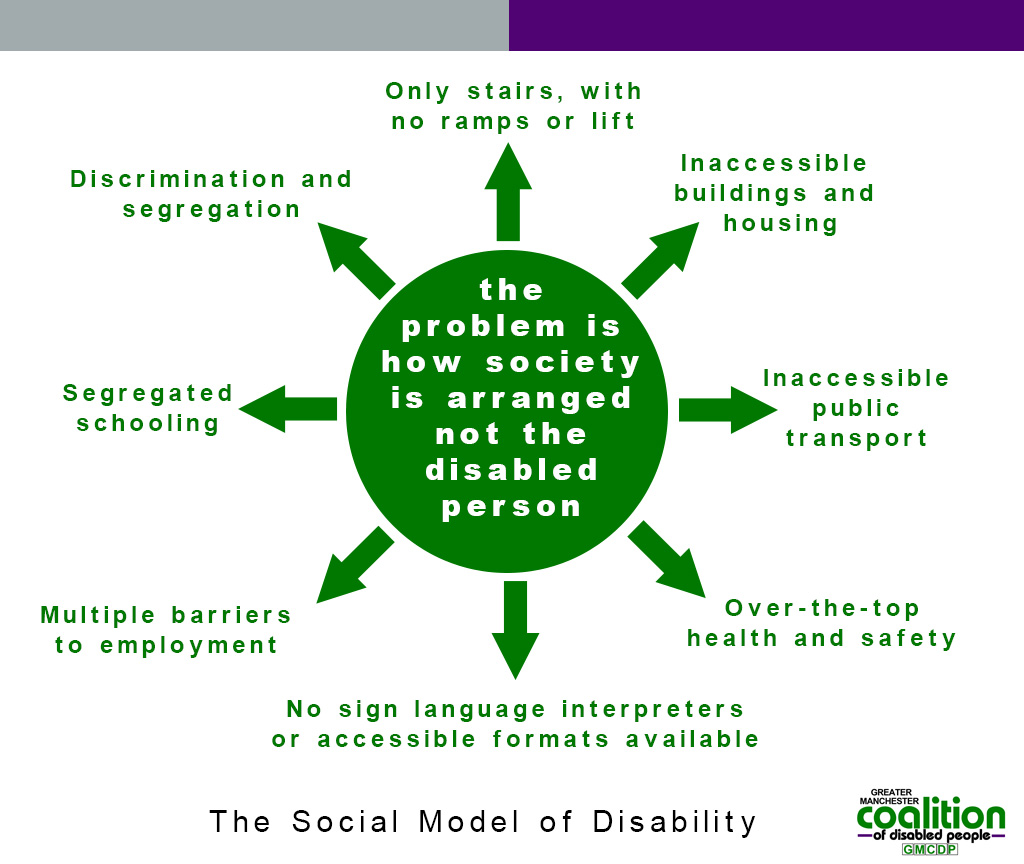 Only stairs, with
no ramps or lift
Inaccessible
buildings and
housing
Discrimination and
segregation
the
problem is
how society
is arranged
not the
disabled
person
Segregated
schooling
Inaccessible
public
transport
Multiple barriers
to employment
Over-the-top
health and safety
No sign language interpreters
or accessible formats available
The Social Model of Disability
GREATER
MANCHESTER
coalition
of disabled people
GMCDP